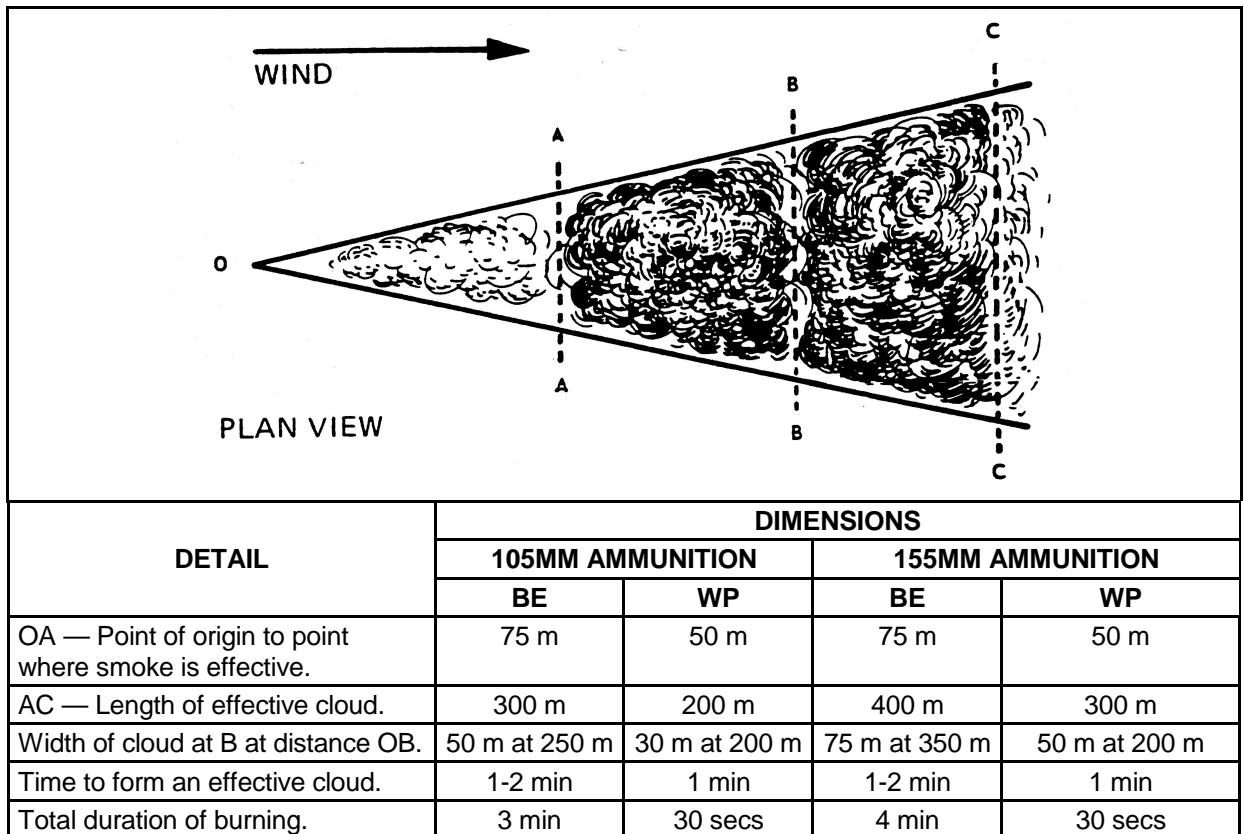 C
WIND
B
A
O
A
B
PLAN VIEW
C
DETAIL
DIMENSIONS
105MM AMMUNITION
155MM AMMUNITION
BE
WP
BE
WP
OA — Point of origin to point
where smoke is effective.
75 m
50 m
75 m
50 m
AC — Length of effective cloud.
300 m
200 m
400 m
300 m
Width of cloud at B at distance OB.
50 m at 250 m
30 m at 200 m
75 m at 350 m
50 m at 200 m
Time to form an effective cloud.
1-2 min
1 min
1-2 min
1 min
Total duration of burning.
3 min
30 secs
4 min
30 secs